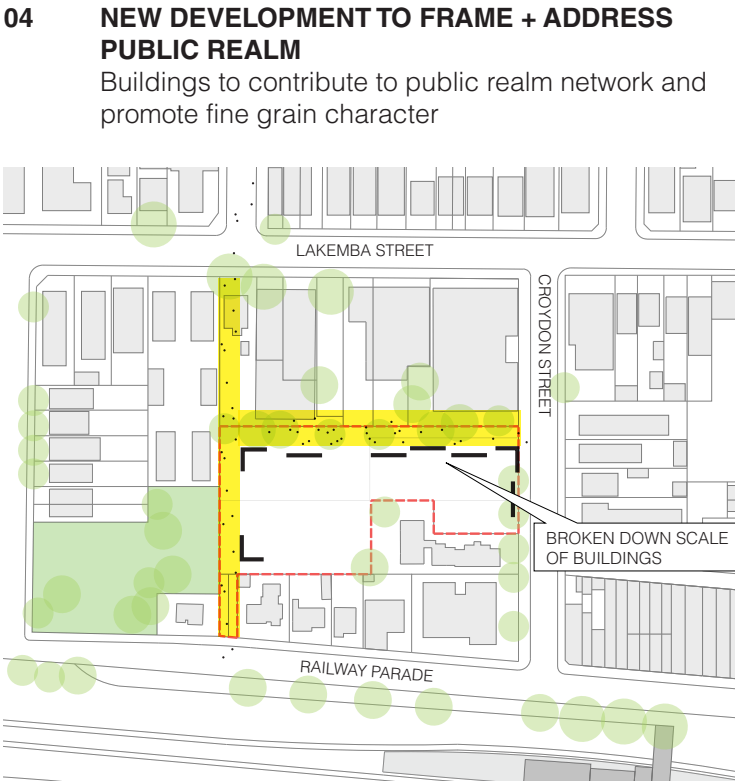 04 NEW DEVELOPMENT TO FRAME + ADDRESS
PUBLIC REALM
Buildings to contribute to public realm network and
promote fine grain character
LAKEMBA STREET
CROYDON STREET
BROKEN DOWN SCALE
OF BUILDINGS
RAILWAY PARADE